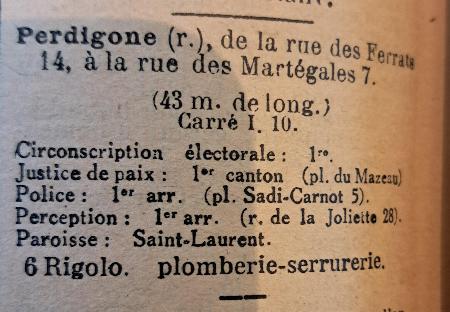 Perdigone (r.), de la rue des Ferrats
14, à la rue des Martégales 7.
(43 m. de long.)
Carré I. 10.
Circonscription électorale : 1re.
Justice de paix : 1er canton (pl. du Mazeau)
Police : 1er arr. (pl. Sadi-Carnot 5).
Perception : 1er arr. (r. de la Joliette 28).
Paroisse : Saint-Laurent.
6 Rigolo. plomberie-serrurerie.